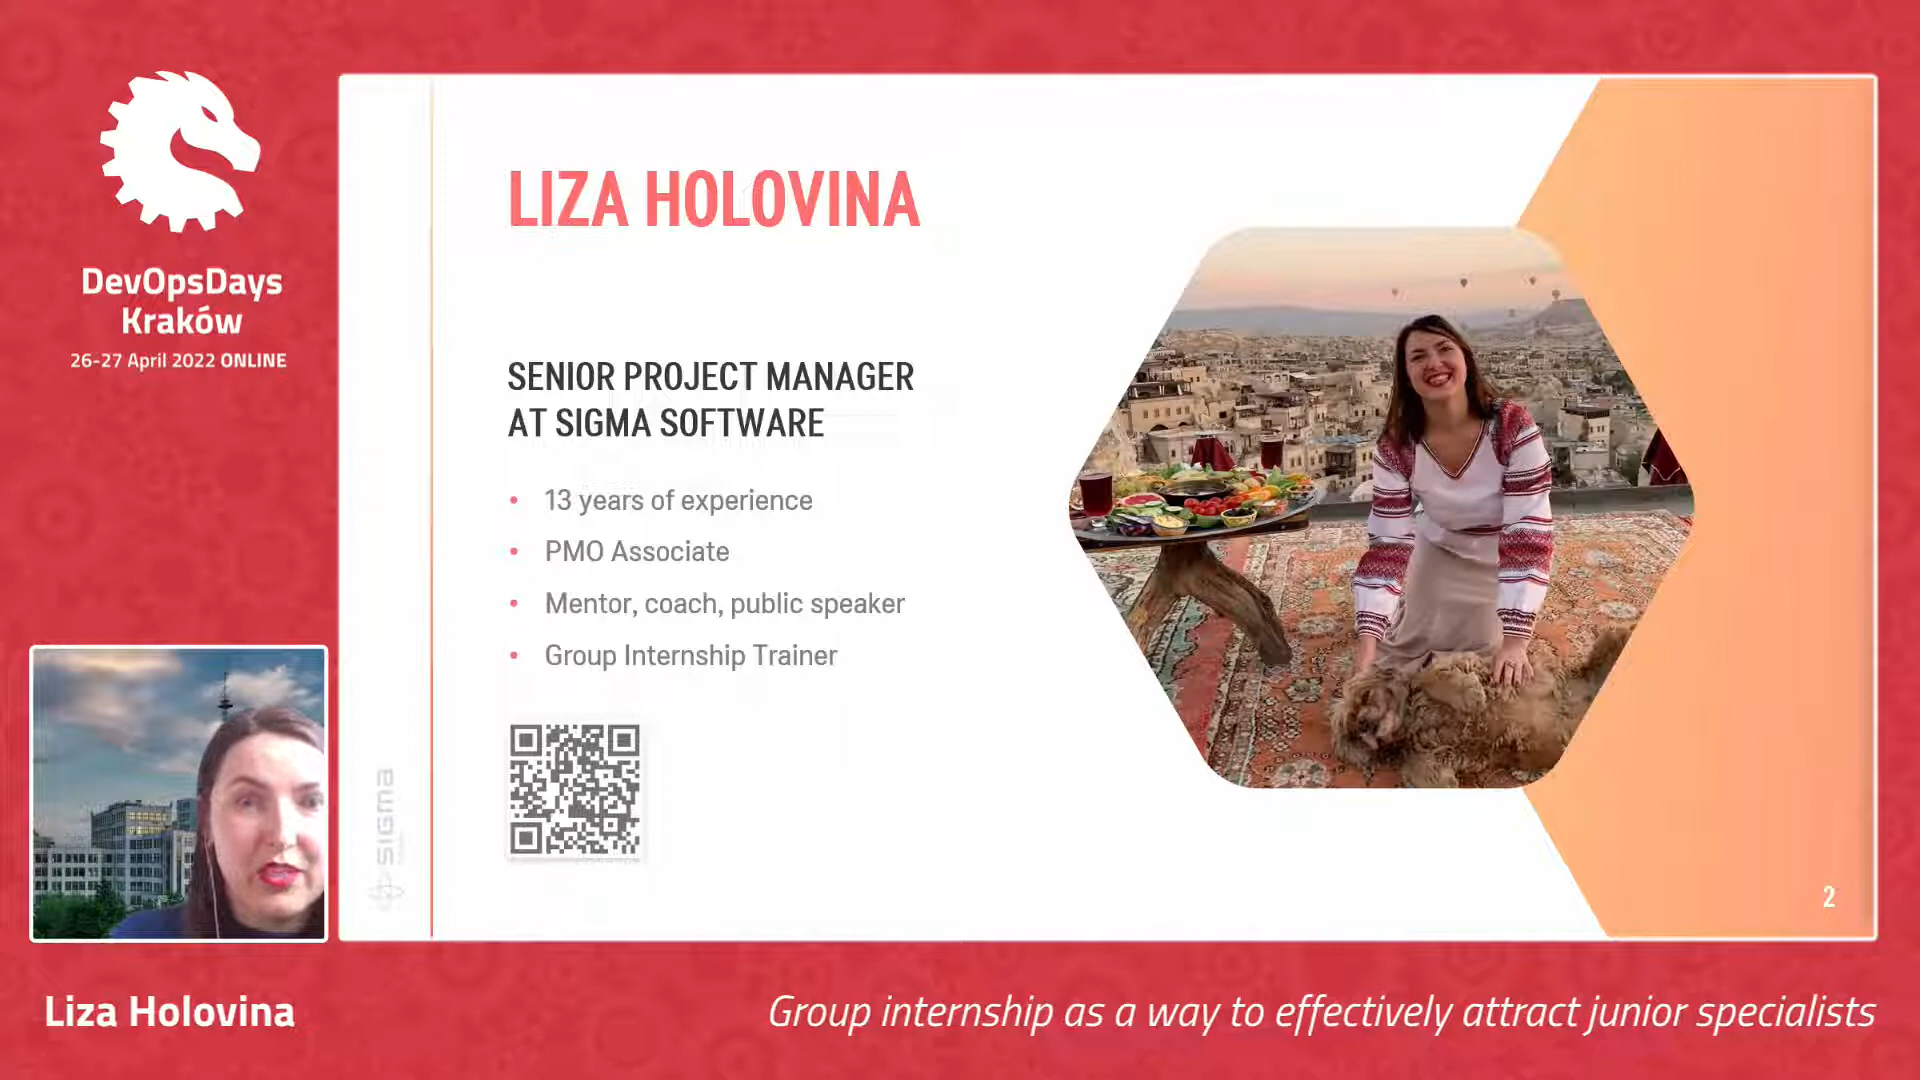 DevOpsDays
Kraków
26-27 April 2022 ONLINE
LIZA HOLOVINA
SENIOR PROJECT MANAGER
AT SIGMA SOFTWARE
• 13 years of experience
• PMO Associate
• Mentor, coach, public speaker
• Group Internship Trainer
sigma
2
Liza Holovina
Group internship as a way to effectively attract junior specialists